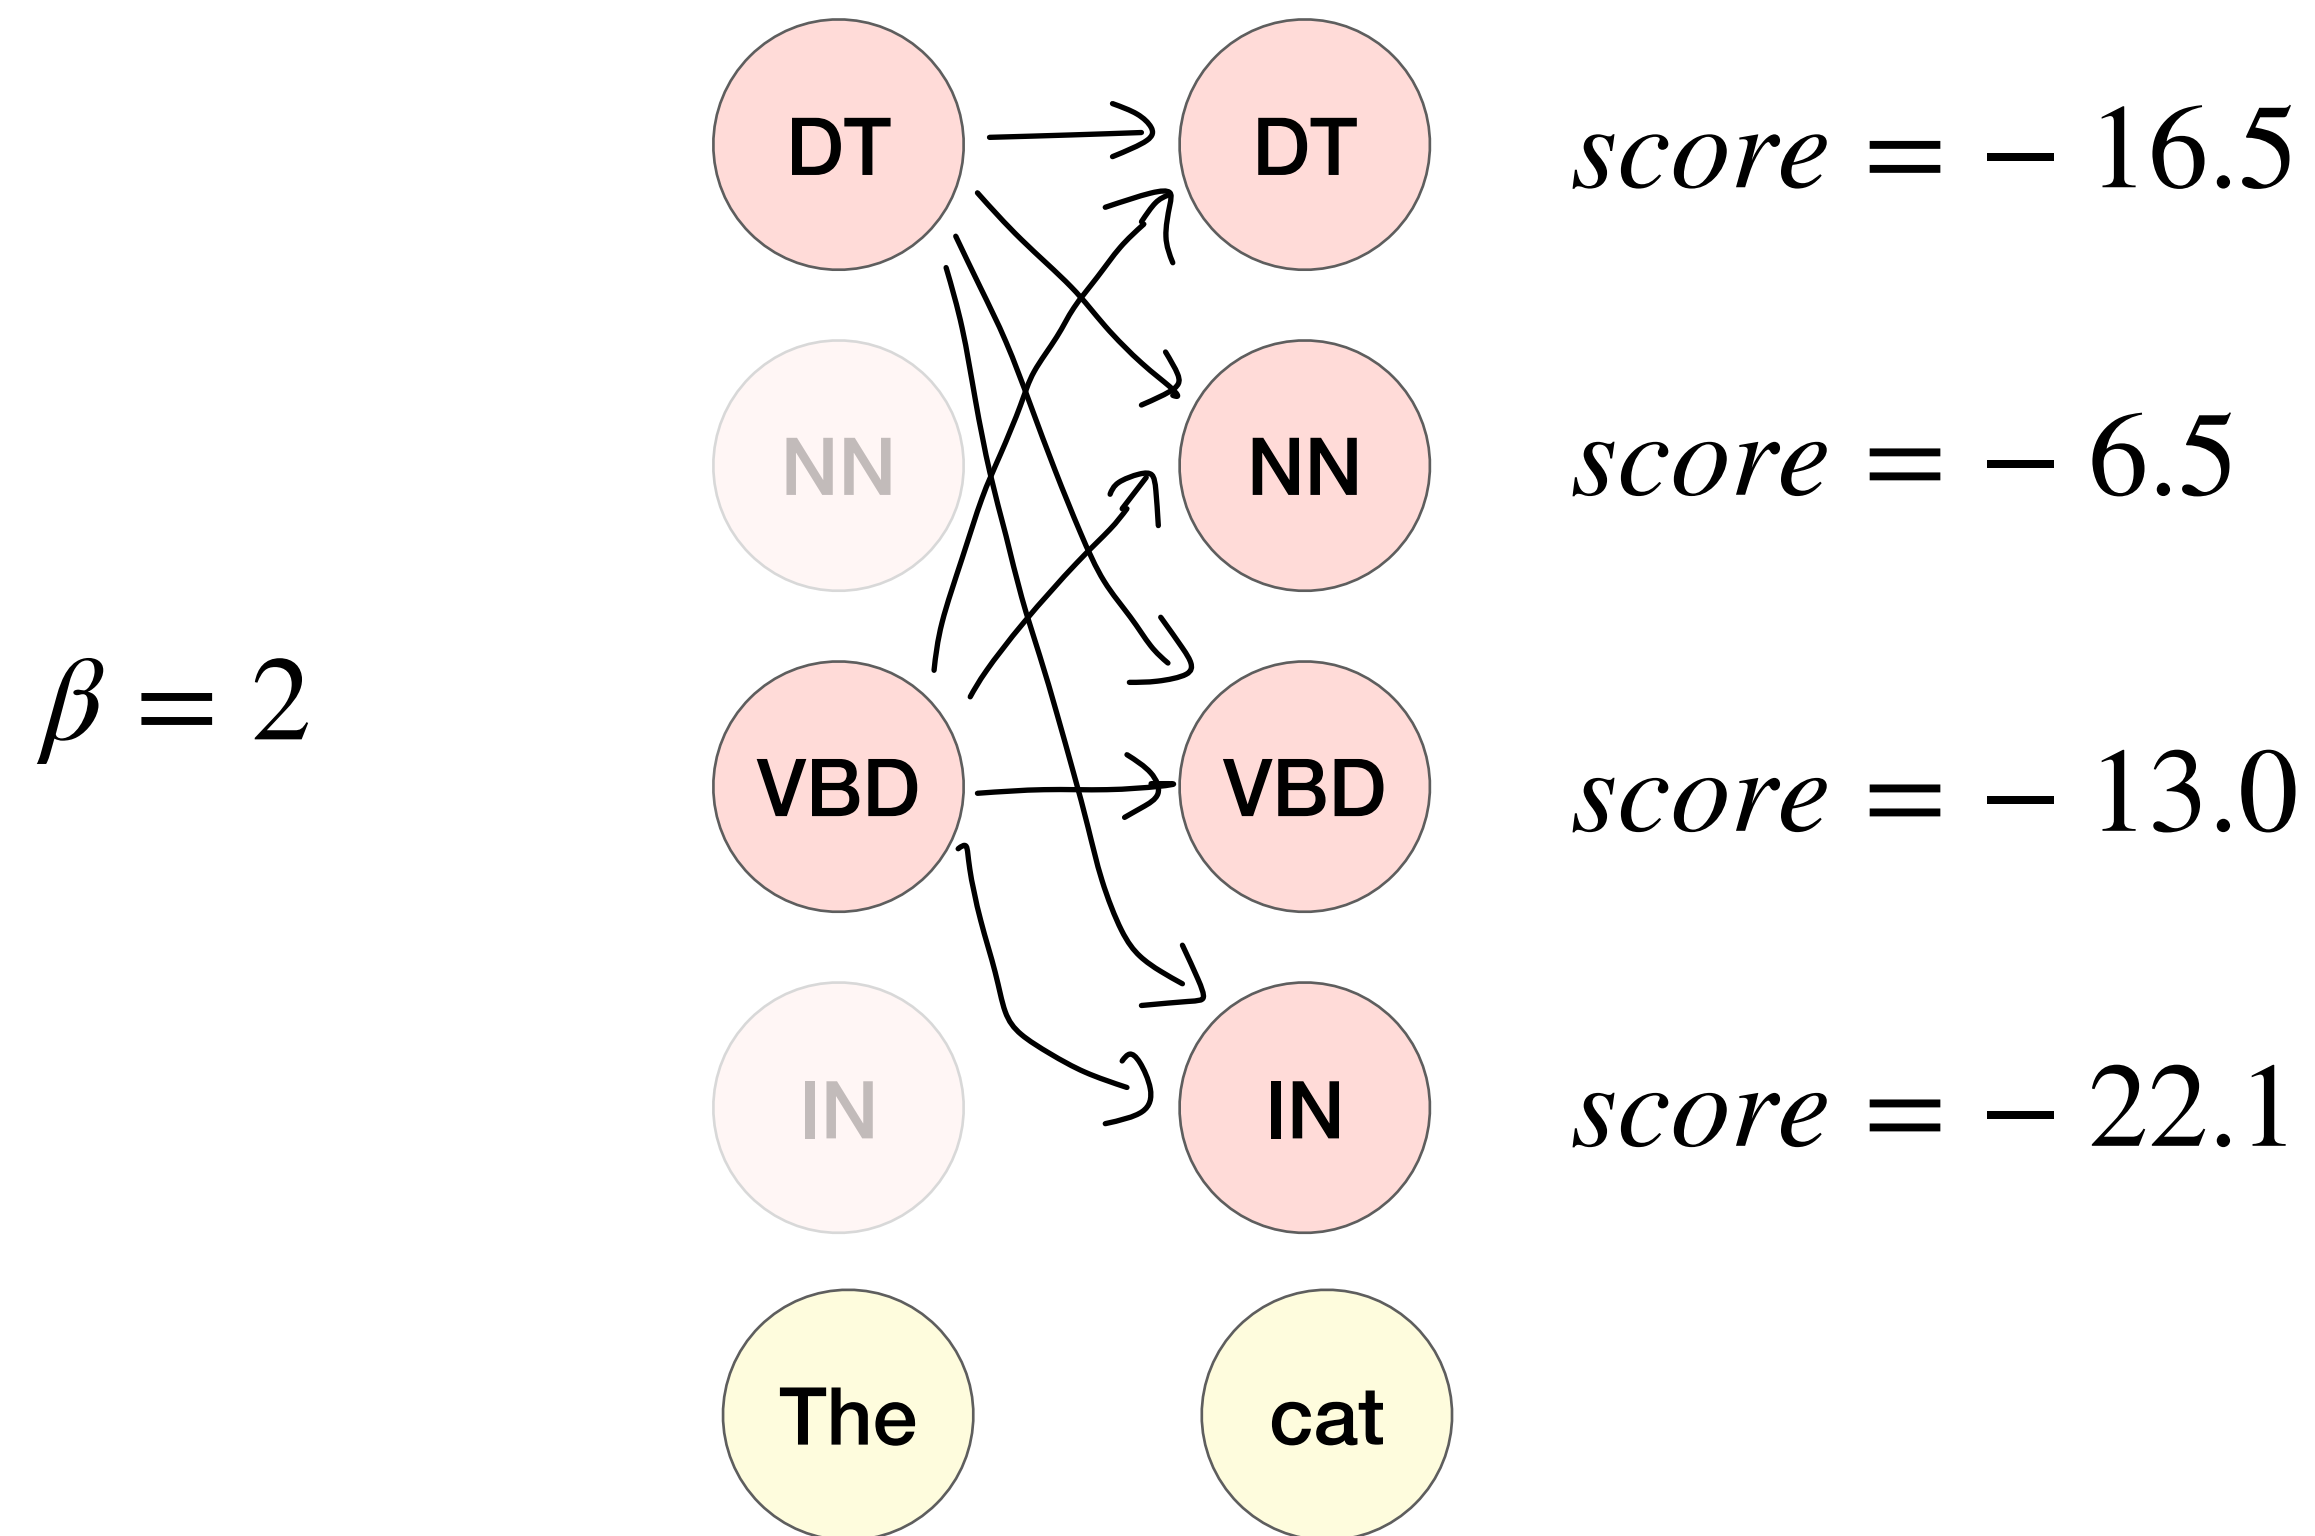 DT DT score = − 16.5
NN NN score = − 6.5
β = 2
VBD VBD score = − 13.0
IN IN score = − 22.1
The cat